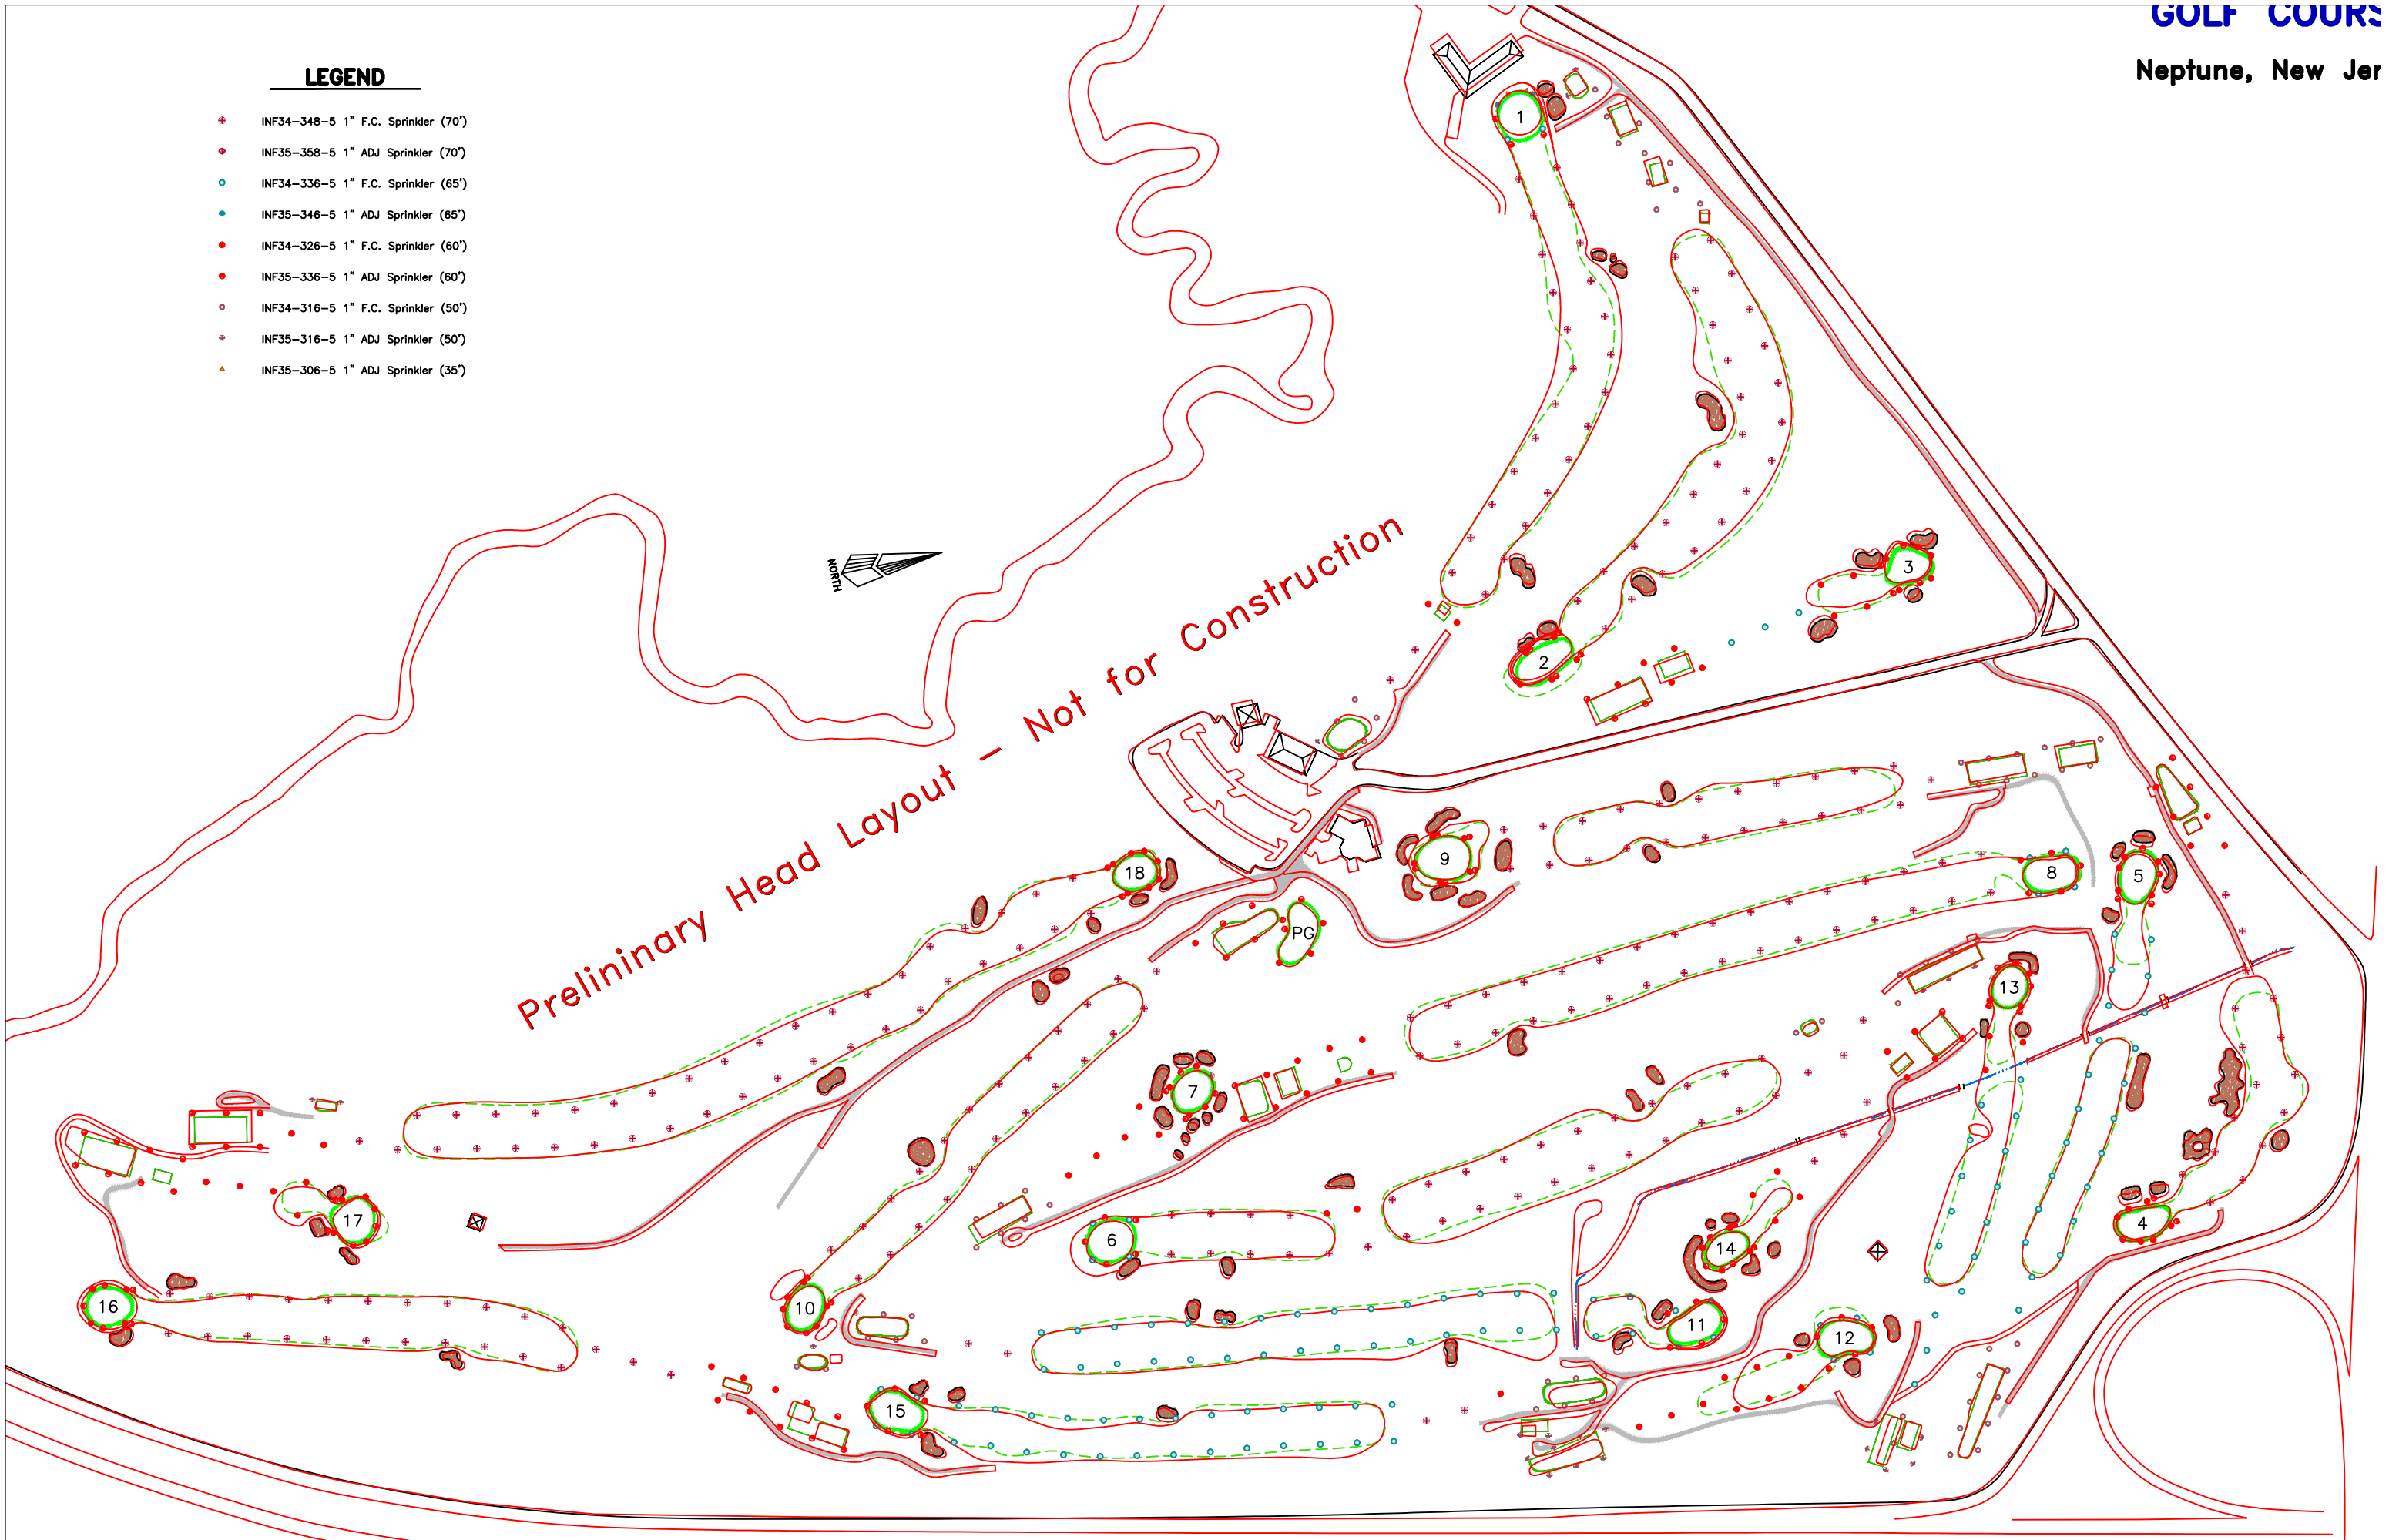 GOLF COURS
Neptune, New Jer
LEGEND
INF34-348-5 1" F.C. Sprinkler (70')
INF35-358-5 1" ADJ Sprinkler (70')
INF34-336-5 1" F.C. Sprinkler (65')
INF35-346-5 1" ADJ Sprinkler (65')
INF34-326-5 1" F.C. Sprinkler (60')
INF35-336-5 1" ADJ Sprinkler (60')
INF34-316-5 1" F.C. Sprinkler (50')
INF35-316-5 1" ADJ Sprinkler (50')
INF35-306-5 1" ADJ Sprinkler (35')
1
NORTH
Prelininary Head Layout - Not for Construction
3
2
9
18
8
5
PG
13
7
17
6
4
14
16
10
11
12
15